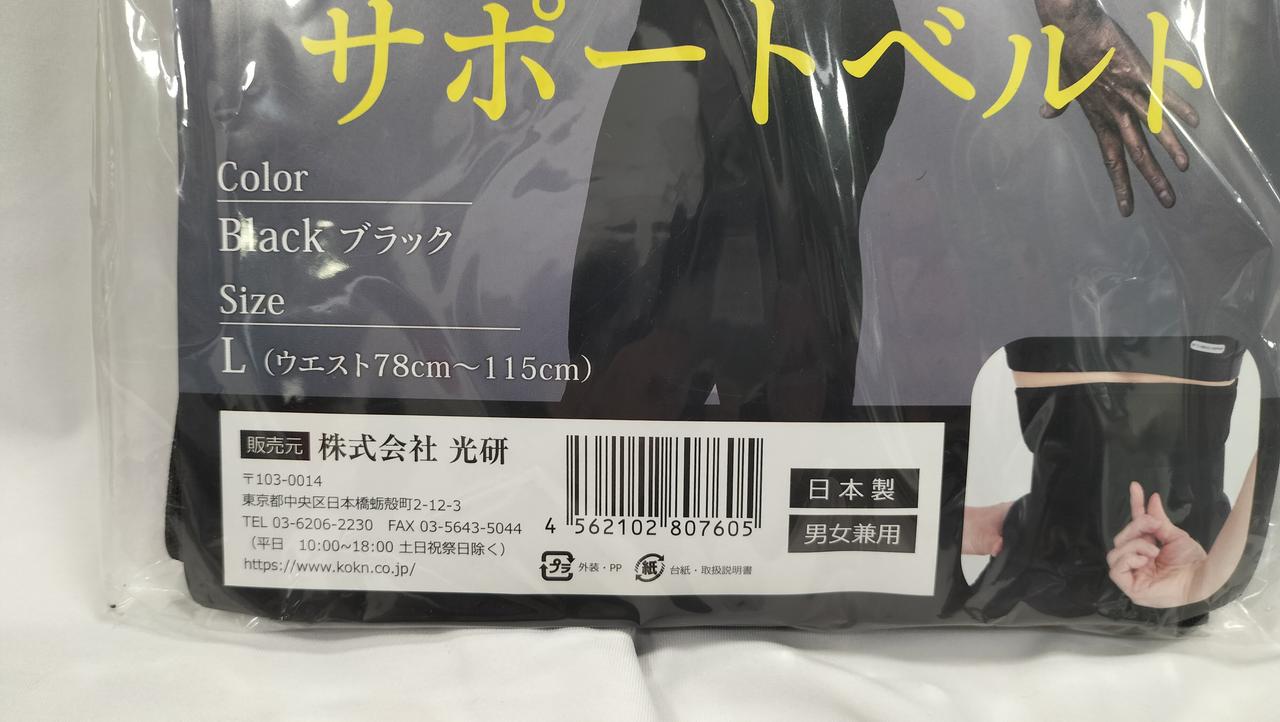 サポートベルト
Color
Black ブラック
Size
L（ウエスト78cm〜115cm）
販売元 株式会社 光研
〒103-0014
東京都中央区日本橋蛎殻町2-12-3
TEL 03-6206-2230 FAX 03-5643-5044
（平日 10:00~18:00 土日祝祭日除く）
https://www.kokn.co.jp/
4 562102 807605
プラ 外装・PP 紙 台紙・取扱説明書
日本製
男女兼用